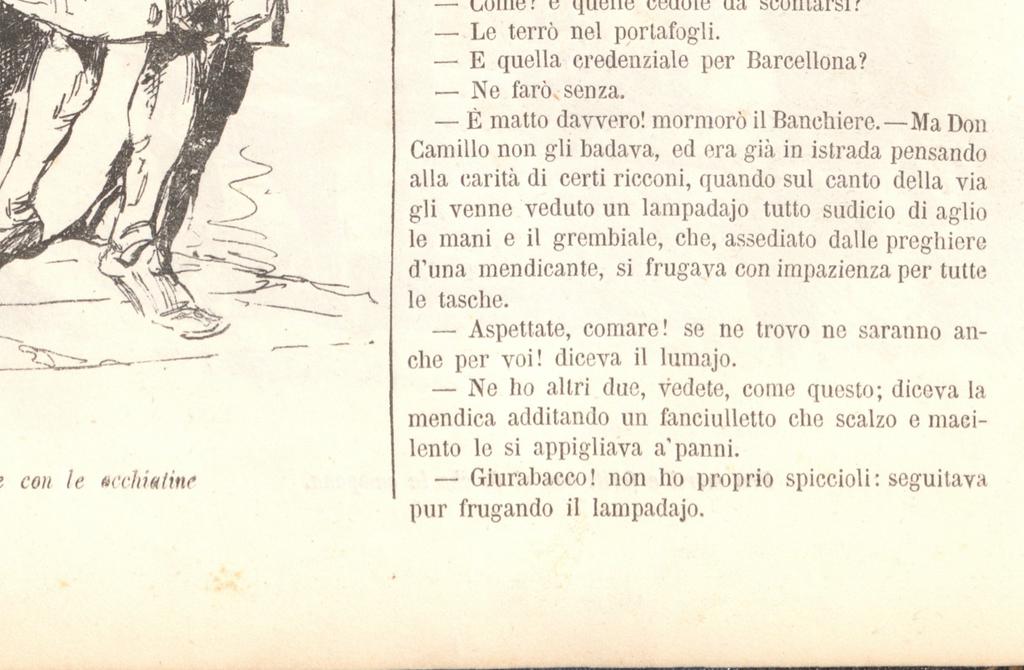 — Come? e quelle cedole da scontarsi?
— Le terrò nel portafogli.
— E quella credenziale per Barcellona?
— Ne farò senza.
— È matto davvero! mormorò il Banchiere.—Ma Don
Camillo non gli badava, ed era già in istrada pensando
alla carità di certi ricconi, quando sul canto della via
gli venne veduto un lampadajo tutto sudicio di aglio
le mani e il grembiale, che, assediato dalle preghiere
d'una mendicante, si frugava con impazienza per tutte
le tasche.
— Aspettate, comare! se ne trovo ne saranno an-
che per voi! diceva il lumajo.
— Ne ho altri due, vedete, come questo; diceva la
mendica additando un fanciulletto che scalzo e maci-
lento le si appigliava a' panni.
— Giurabacco! non ho proprio spiccioli: seguitava
pur frugando il lampadajo.
con le occhiatine